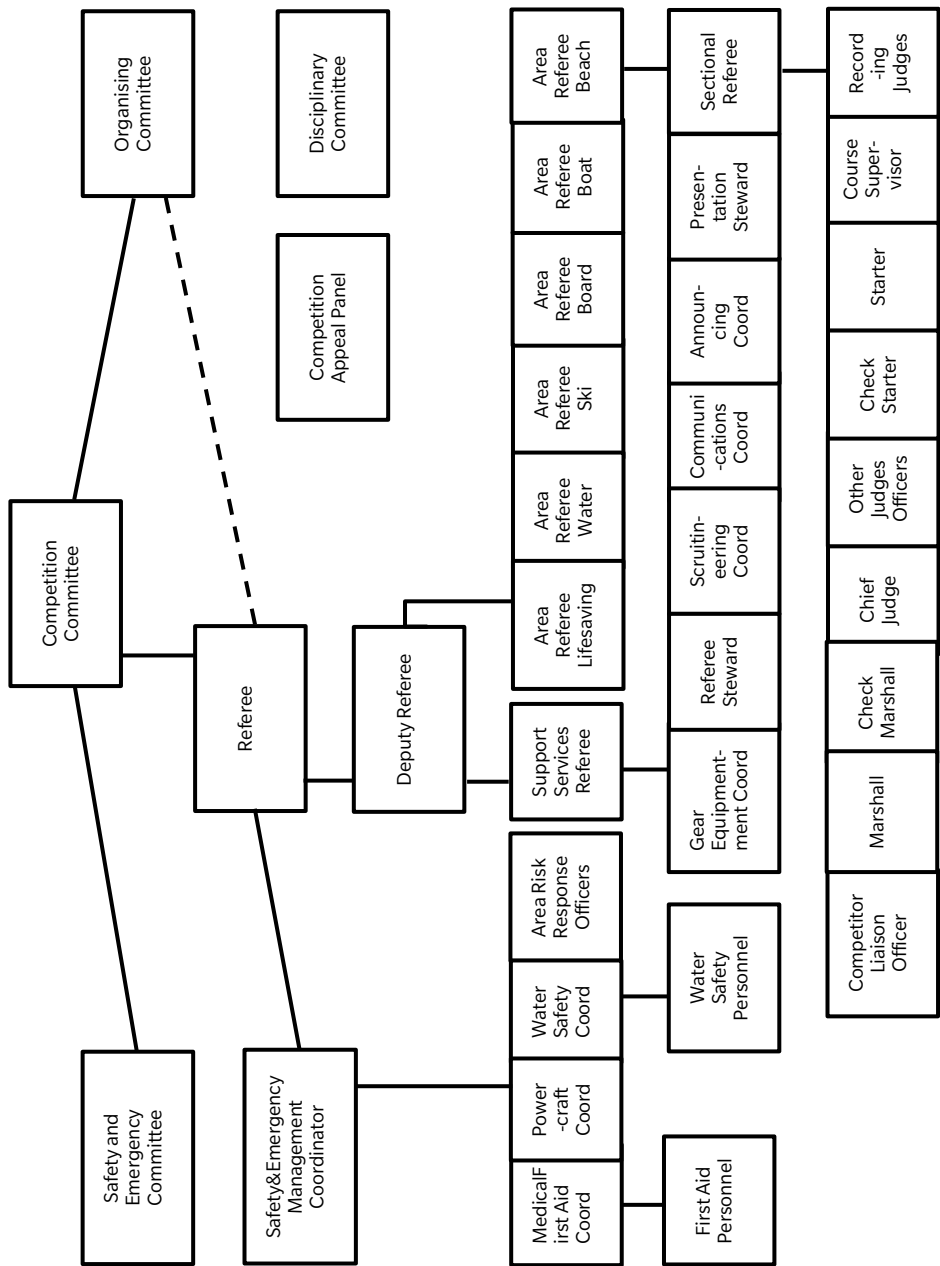 Competition
Committee
Safety and
Emergency
Committee
Organising
Committee
Referee
Safety&Emergency
Management
Coordinator
Competition
Appeal Panel
Disciplinary
Committee
Deputy Referee
MedicalF
irst Aid
Coord
Power
-craft
Coord
Water
Safety
Coord
Area Risk
Response
Officers
Support
Services
Referee
Area
Referee
Lifesaving
Area
Referee
Water
Area
Referee
Ski
Area
Referee
Board
Area
Referee
Boat
Area
Referee
Beach
First Aid
Personnel
Water
Safety
Personnel
Gear
Equipment-
ment Coord
Referee
Steward
Scruitin-
eering
Coord
Communi
-cations
Coord
Announ-
cing
Coord
Presen-
tation
Steward
Sectional
Referee
Competitor
Liaison
Officer
Marshall
Check
Marshall
Chief
Judge
Other
Judges
Officers
Check
Starter
Starter
Course
Super-
visor
Record
-ing
Judges